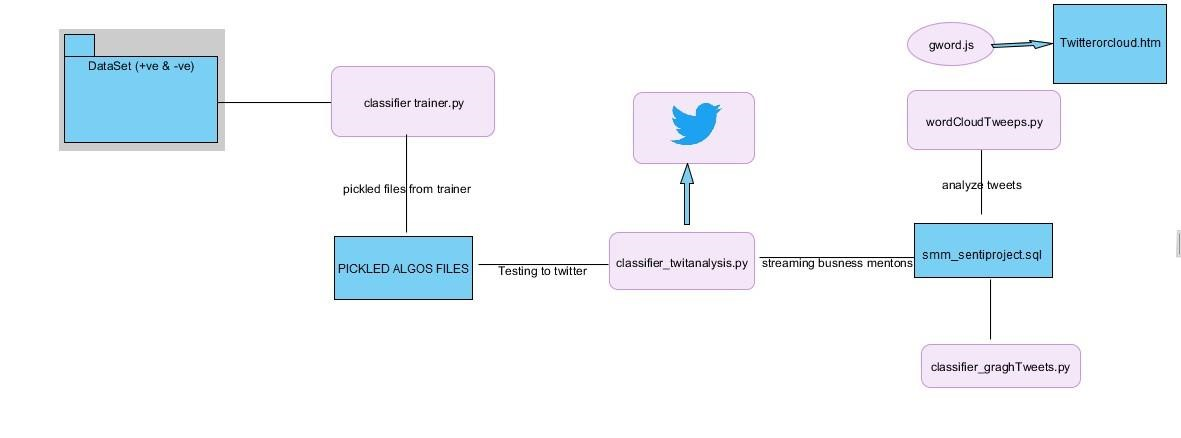 gword.js
Twitterorcloud.htm
DataSet (+ve & -ve)
classifier trainer.py
wordCloudTweeps.py
pickled files from trainer
analyze tweets
PICKLED ALGOS FILES
Testing to twitter
classifier_twitanalysis.py
streaming busness mentons
smm_sentiproject.sql
classifier_graghTweets.py